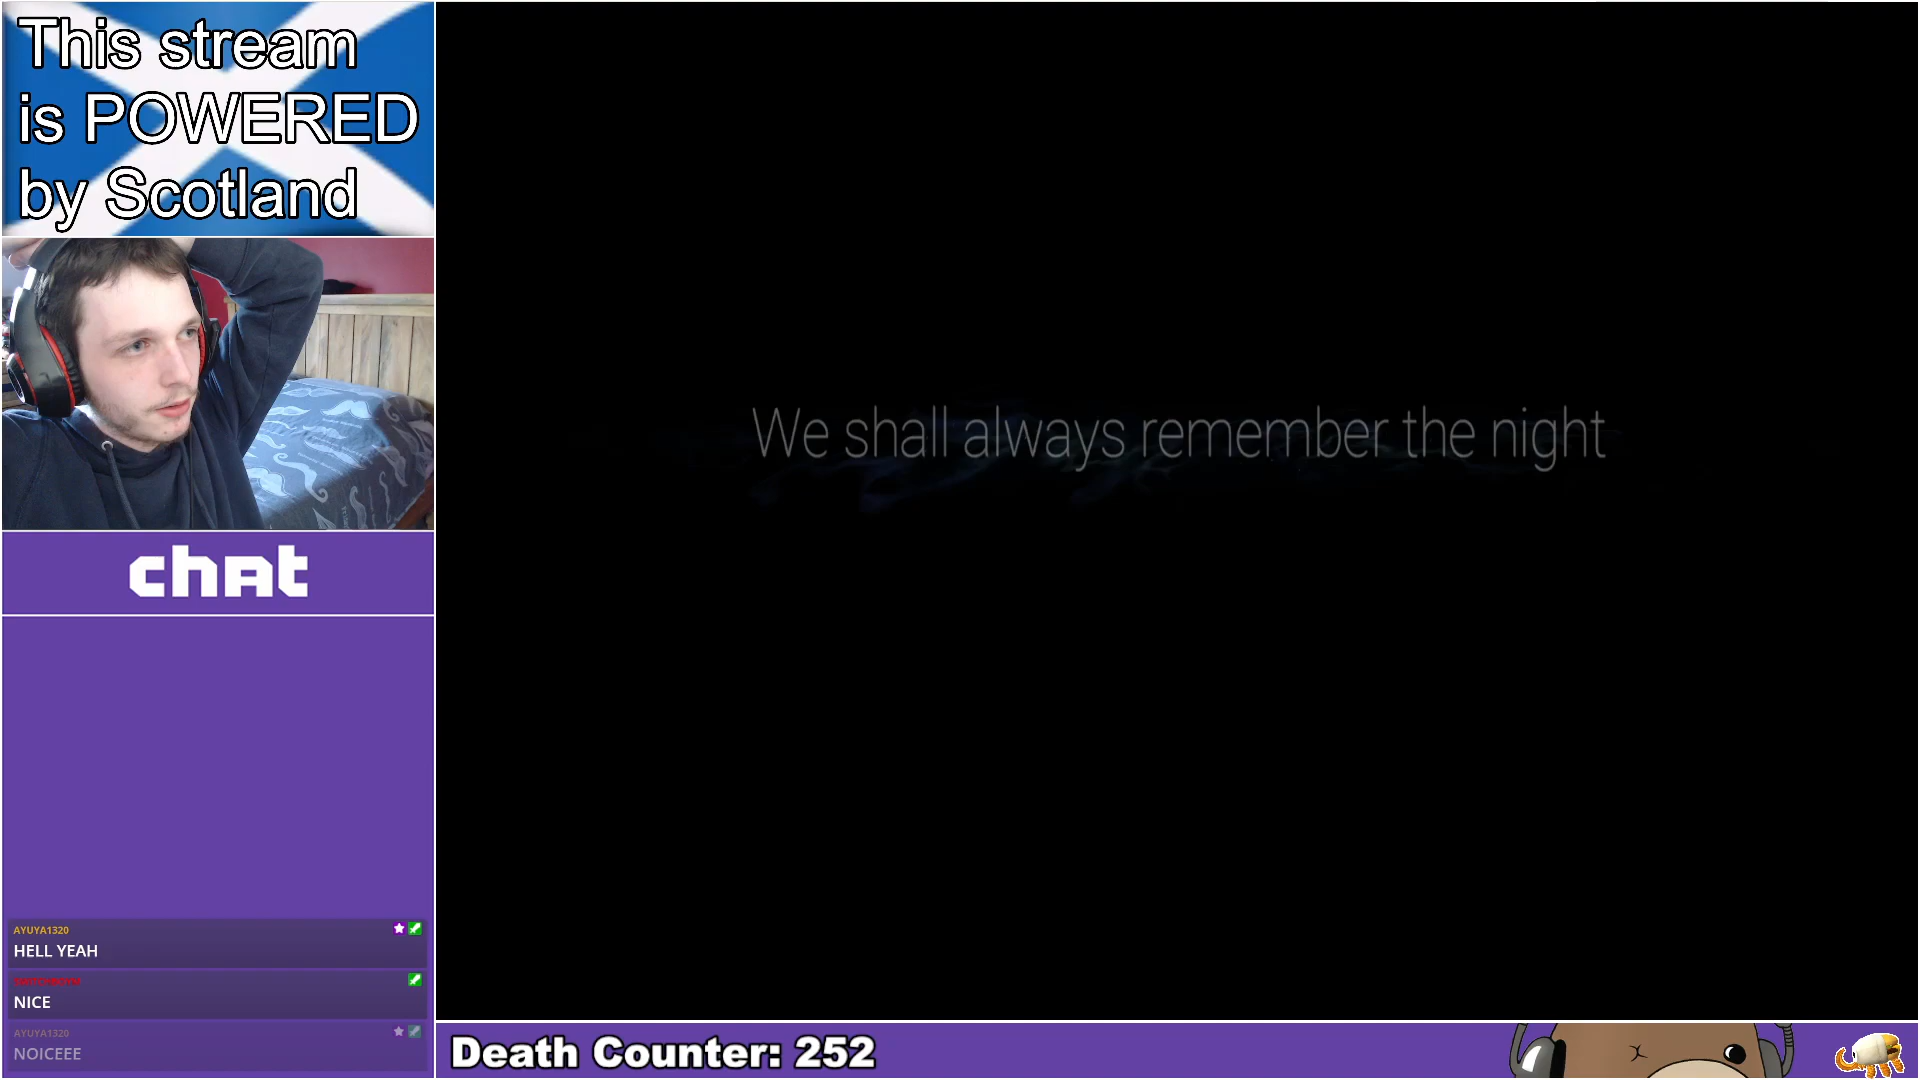 This stream
is POWERED
by Scotland
We shall always remember the night
chat
AYUYA1320
HELL YEAH
NICE
AYUYA1320
NOICEEE
Death Counter: 252